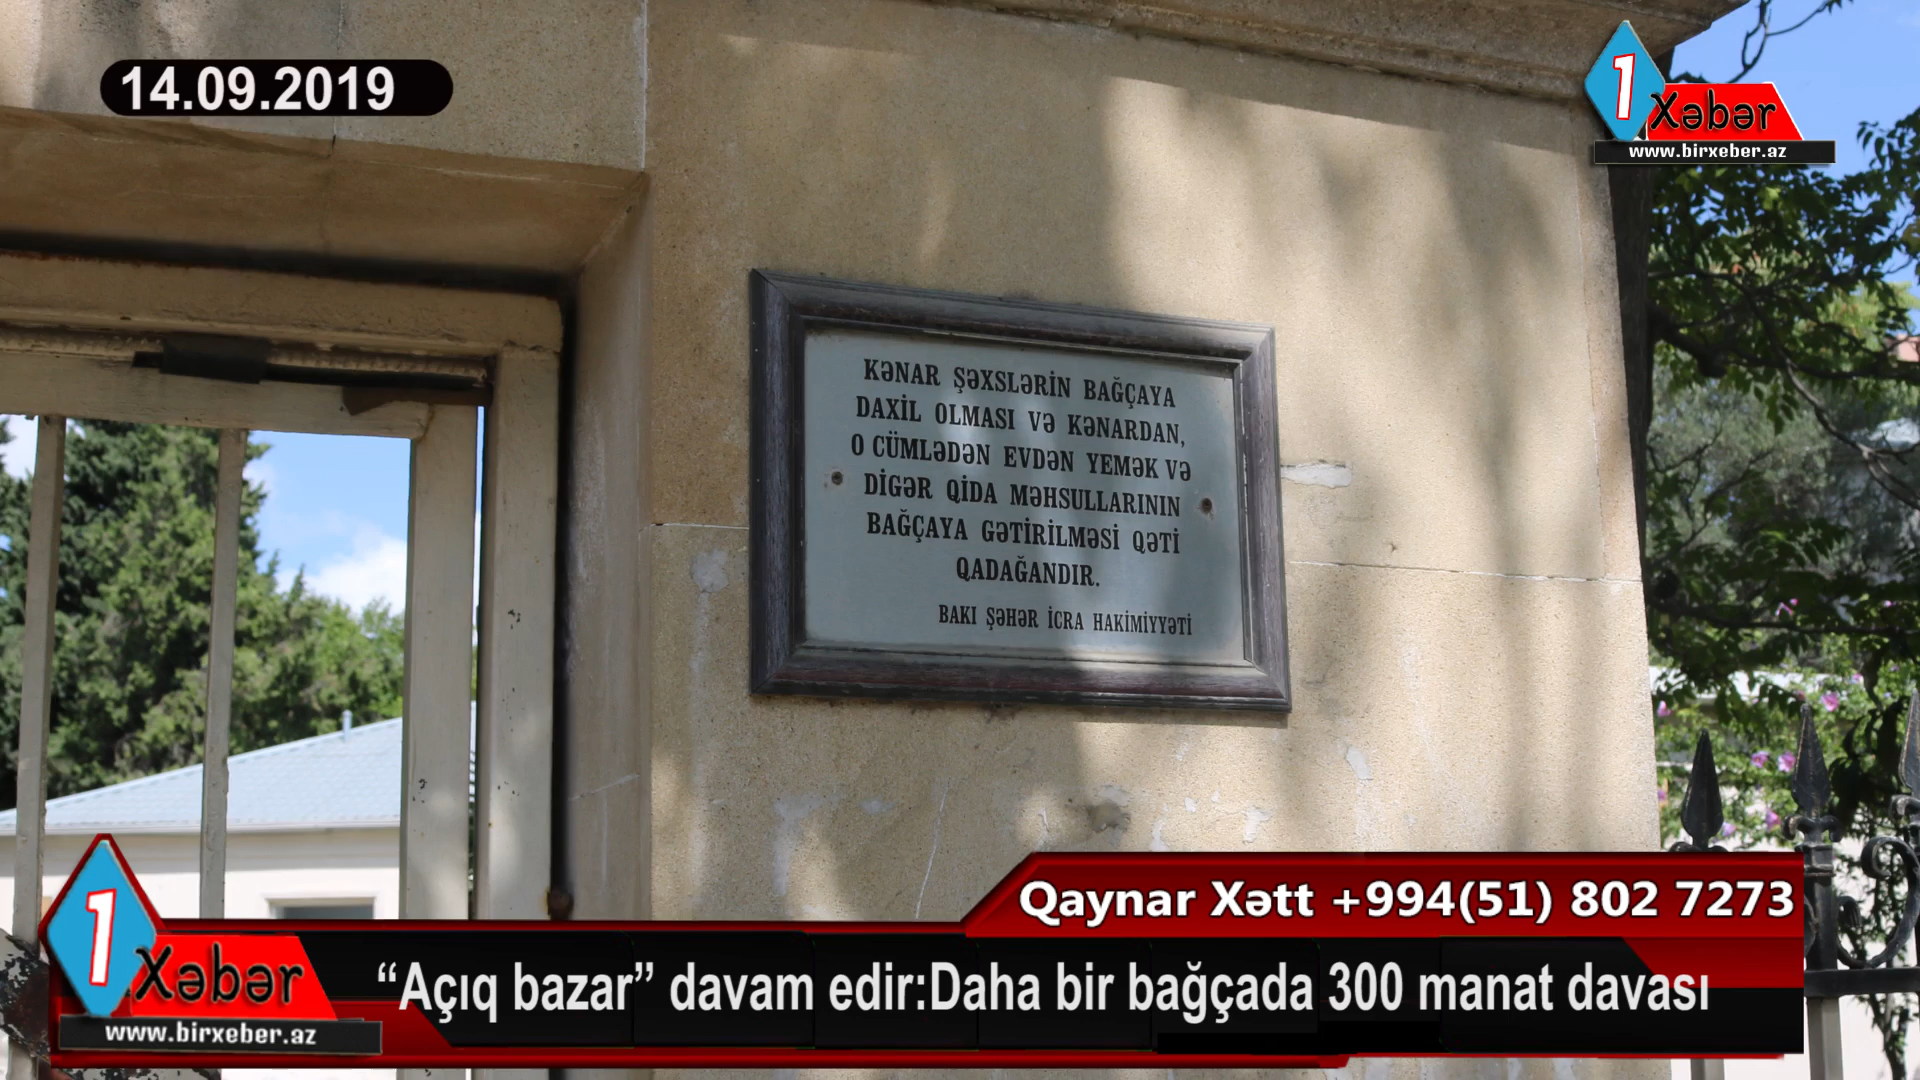 14.09.2019
1 Xəbər
www.birxeber.az
KƏNAR ŞƏXSLƏRİN BAĞÇAYA
DAXİL OLMASI VƏ KƏNARDAN,
O CÜMLƏDƏN EVDƏN YEMƏK VƏ
DİGƏR QİDA MƏHSULLARININ
BAĞÇAYA GƏTİRİLMƏSİ QƏTİ
QADAĞANDIR.
BAKI ŞƏHƏR İCRA HAKİMİYYƏTİ
Qaynar Xətt +994(51) 802 7273
1 Xəbər
www.birxeber.az
“Açıq bazar” davam edir:Daha bir bağçada 300 manat davası